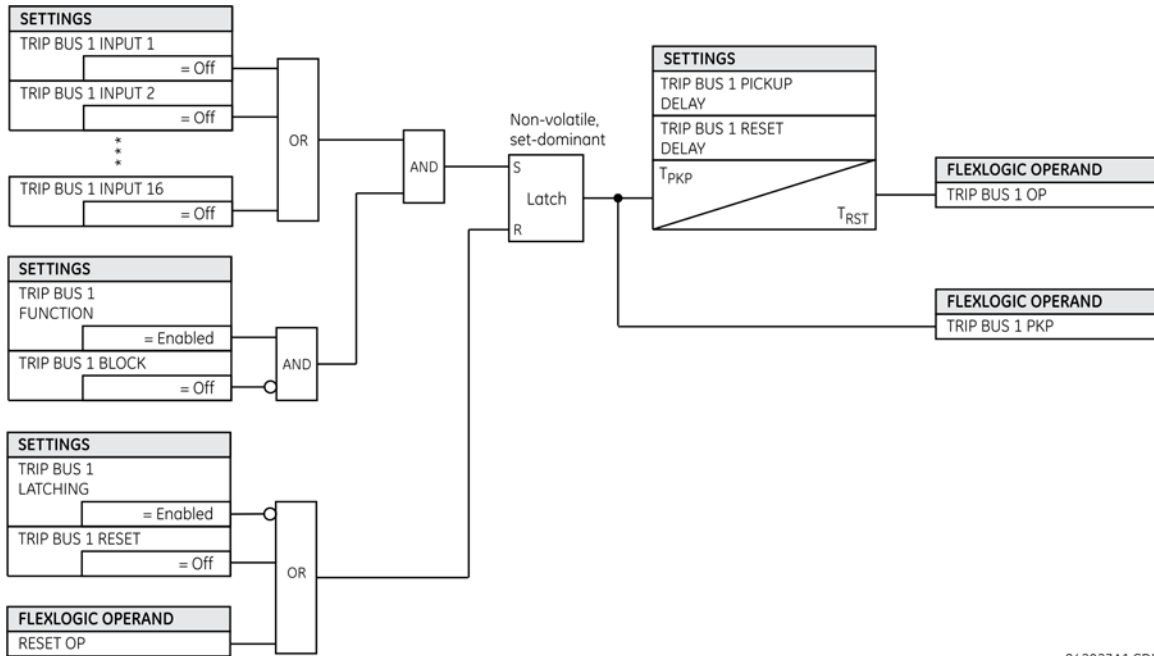 SETTINGS
TRIP BUS 1 INPUT 1
= Off
TRIP BUS 1 INPUT 2
= Off
***
TRIP BUS 1 INPUT 16
= Off
OR
SETTINGS
TRIP BUS 1
FUNCTION
= Enabled
TRIP BUS 1 BLOCK
= Off
AND
AND
SETTINGS
TRIP BUS 1
LATCHING
= Enabled
TRIP BUS 1 RESET
= Off
FLEXLOGIC OPERAND
RESET OP
OR
Non-volatile,
set-dominant
S
Latch
R
SETTINGS
TRIP BUS 1 PICKUP
DELAY
TRIP BUS 1 RESET
DELAY
TPKP
TRST
FLEXLOGIC OPERAND
TRIP BUS 1 OP
FLEXLOGIC OPERAND
TRIP BUS 1 PKP